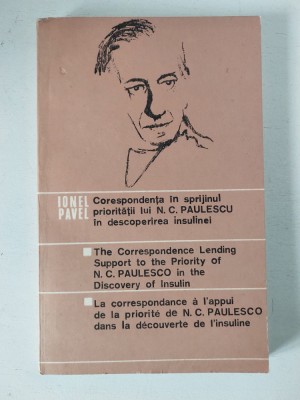 IONEL
PAVEL
Corespondența în sprijinul
priorității lui N. C. PAULESCU
în descoperirea insulinei
The Correspondence Lending
Support to the Priority of
N. C. PAULESCO in the
Discovery of Insulin
La correspondance à l'appui
de la priorité de N. C. PAULESCO
dans la découverte de l'insuline